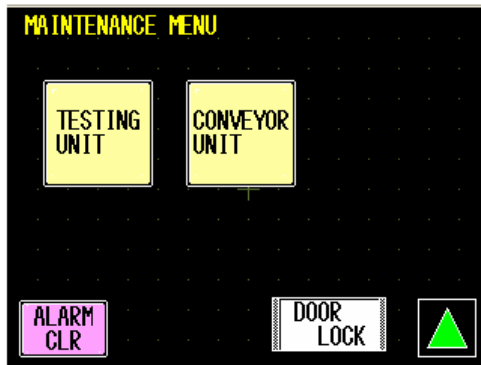 MAINTENANCE MENU
TESTING
UNIT
CONVEYOR
UNIT
ALARM
CLR
DOOR
LOCK